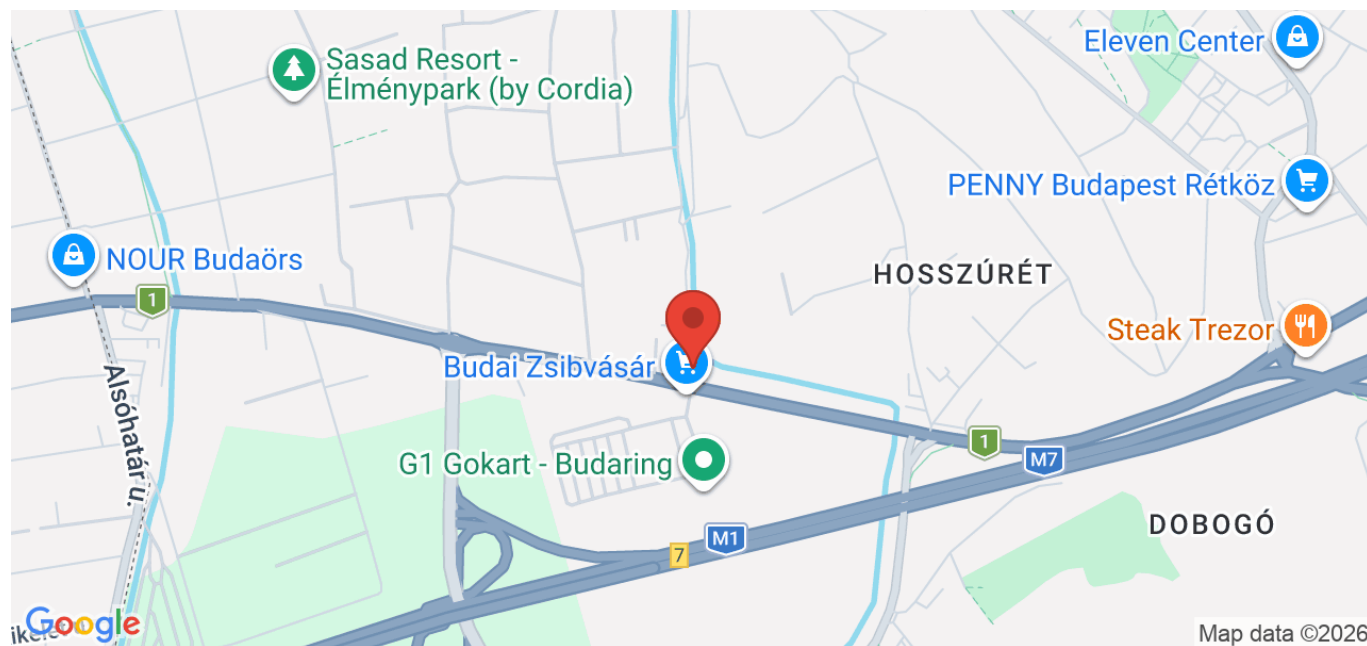 Eleven Center
Sasad Resort -
Élménypark (by Cordia)
PENNY Budapest Rétköz
NOUR Budaörs
HOSSZÚRÉT
1
Steak Trezor
Budai Zsibvásár
Alsóhatár u.
1
G1 Gokart - Budaring
M7
DOBOGÓ
M1
7
Google
Map data ©2026